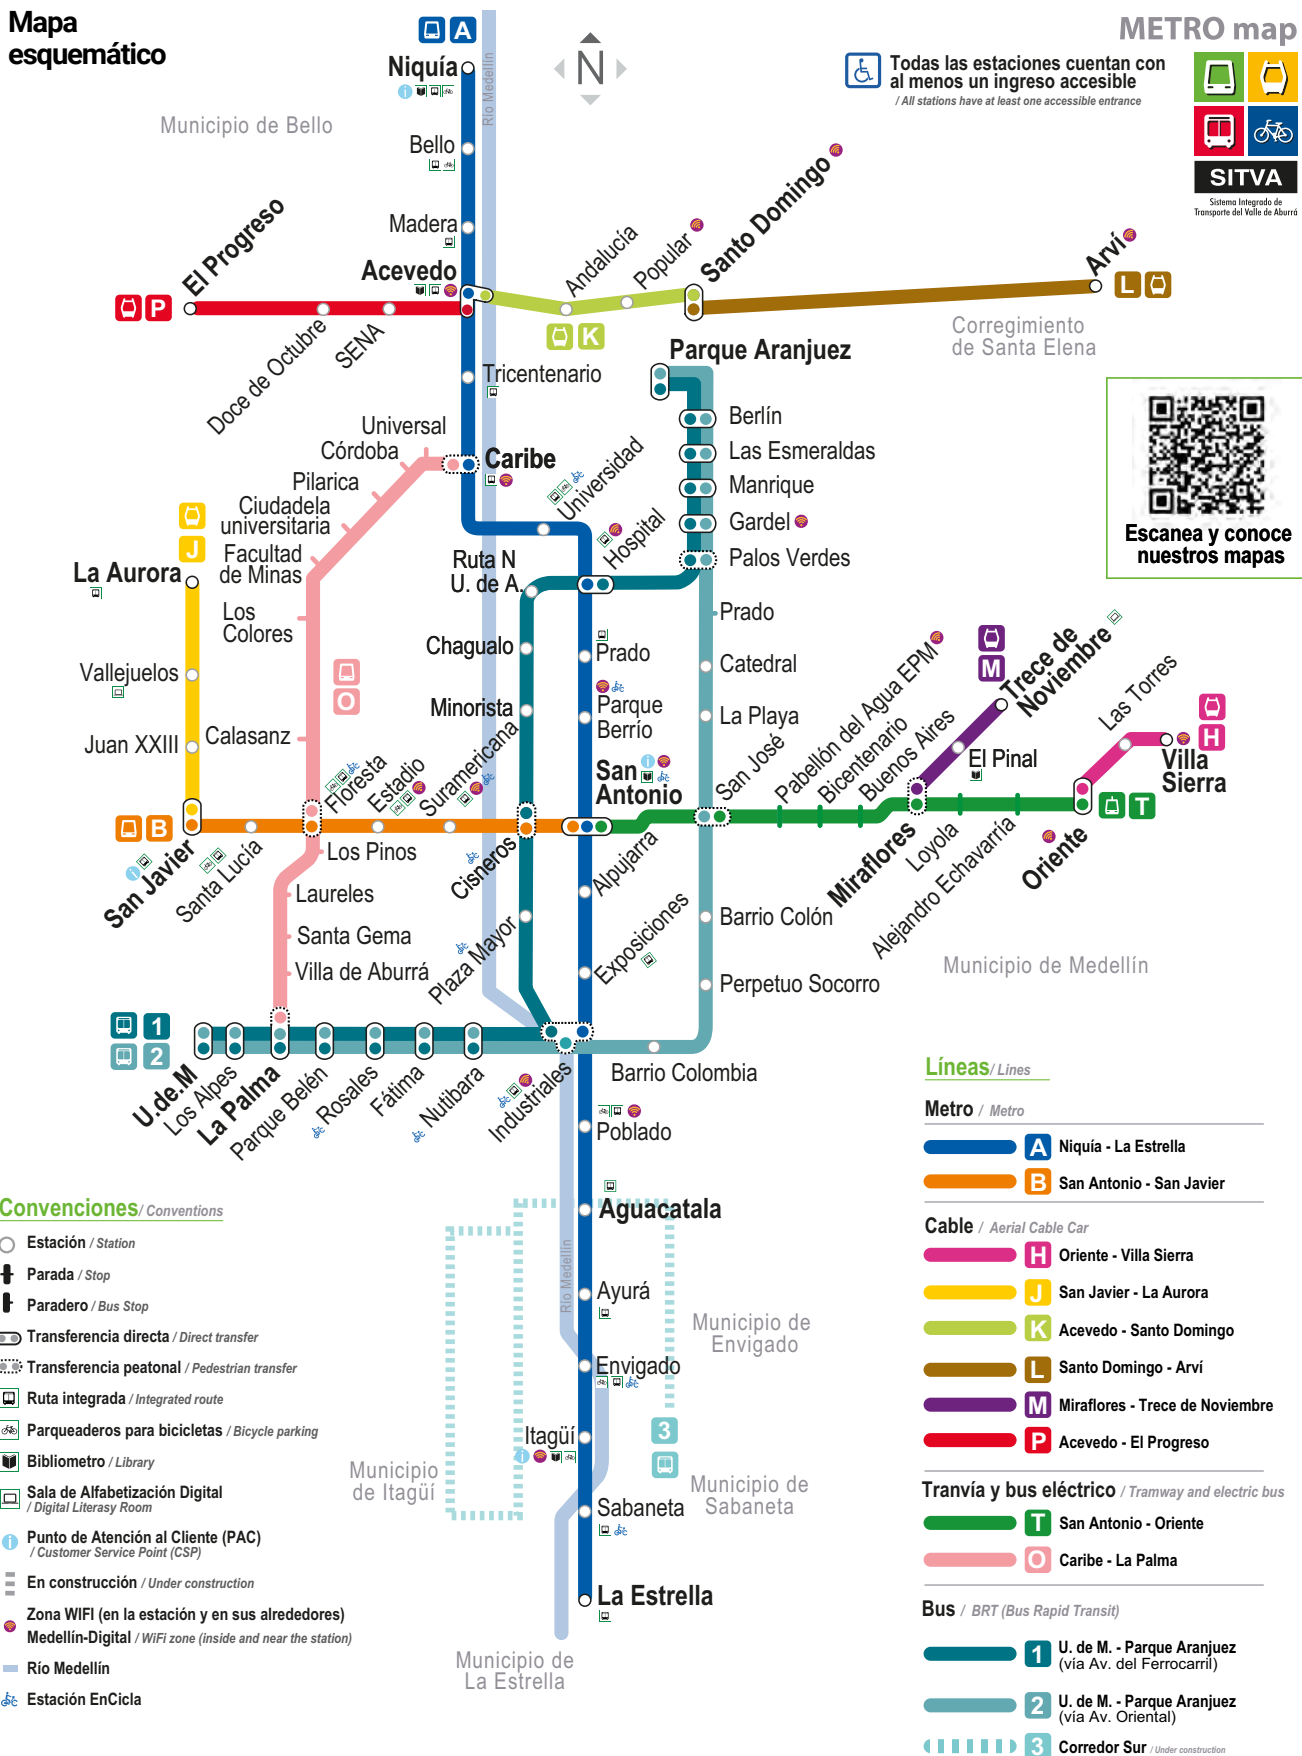 Mapa
esquemático
METRO map
Todas las estaciones cuentan con
al menos un ingreso accesible
/ All stations have at least one accessible entrance
SITVA
Sistema Integrado de
Transporte del Valle de Aburrá
N
A
Niquía
Río Medellín
Municipio de Bello
Bello
Madera
Acevedo
El Progreso
P
Doce de Octubre
SENA
Andalucía
Popular
Santo Domingo
K
Arví
L
Corregimiento
de Santa Elena
Tricentenario
Parque Aranjuez
Berlín
Las Esmeraldas
Manrique
Gardel
Palos Verdes
Escanea y conoce
nuestros mapas
Universal
Córdoba
Pilarica
Ciudadela
universitaria
Facultad
de Minas
Los
Colores
Calasanz
O
Caribe
Universidad
Hospital
Ruta N
U. de A.
Chagualo
Minorista
J
La Aurora
Vallejuelos
Juan XXIII
B
San Javier
Santa Lucía
Floresta
Estadio
Suramericana
Cisneros
Prado
Parque
Berrío
San
Antonio
Prado
Catedral
La Playa
San José
Pabellón del Agua EPM
Bicentenario
Buenos Aires
M
Trece de
Noviembre
El Pinal
Miraflores
Loyola
Alejandro Echavarría
Oriente
Las Torres
H
Villa
Sierra
T
Los Pinos
Laureles
Santa Gema
Villa de Aburrá
Plaza Mayor
Alpujarra
Exposiciones
Barrio Colón
Perpetuo Socorro
Municipio de Medellín
1
2
U.de.M
Los Alpes
La Palma
Parque Belén
Rosales
Fátima
Nutibara
Industriales
Barrio Colombia
Poblado
Aguacatala
Río Medellín
Ayurá
Envigado
Itagüí
Sabaneta
La Estrella
Municipio de
Envigado
3
Municipio de
Sabaneta
Municipio
de Itagüí
Municipio de
La Estrella
Convenciones / Conventions
Estación / Station
Parada / Stop
Paradero / Bus Stop
Transferencia directa / Direct transfer
Transferencia peatonal / Pedestrian transfer
Ruta integrada / Integrated route
Parqueaderos para bicicletas / Bicycle parking
Bibliometro / Library
Sala de Alfabetización Digital
/ Digital Literasy Room
Punto de Atención al Cliente (PAC)
/ Customer Service Point (CSP)
En construcción / Under construction
Zona WIFI (en la estación y en sus alrededores)
Medellín-Digital / WiFi zone (inside and near the station)
Río Medellín
Estación EnCicla
Líneas / Lines
Metro / Metro
A Niquía - La Estrella
B San Antonio - San Javier
Cable / Aerial Cable Car
H Oriente - Villa Sierra
J San Javier - La Aurora
K Acevedo - Santo Domingo
L Santo Domingo - Arví
M Miraflores - Trece de Noviembre
P Acevedo - El Progreso
Tranvía y bus eléctrico / Tramway and electric bus
T San Antonio - Oriente
O Caribe - La Palma
Bus / BRT (Bus Rapid Transit)
1 U. de M. - Parque Aranjuez
(vía Av. del Ferrocarril)
2 U. de M. - Parque Aranjuez
(vía Av. Oriental)
3 Corredor Sur / Under construction